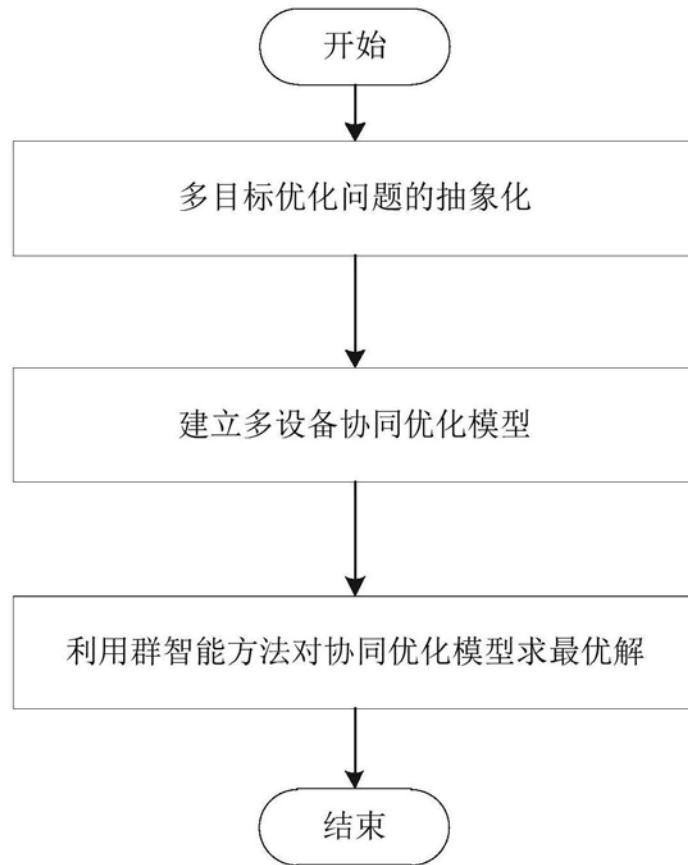 开始
多目标优化问题的抽象化
建立多设备协同优化模型
利用群智能方法对协同优化模型求最优解
结束